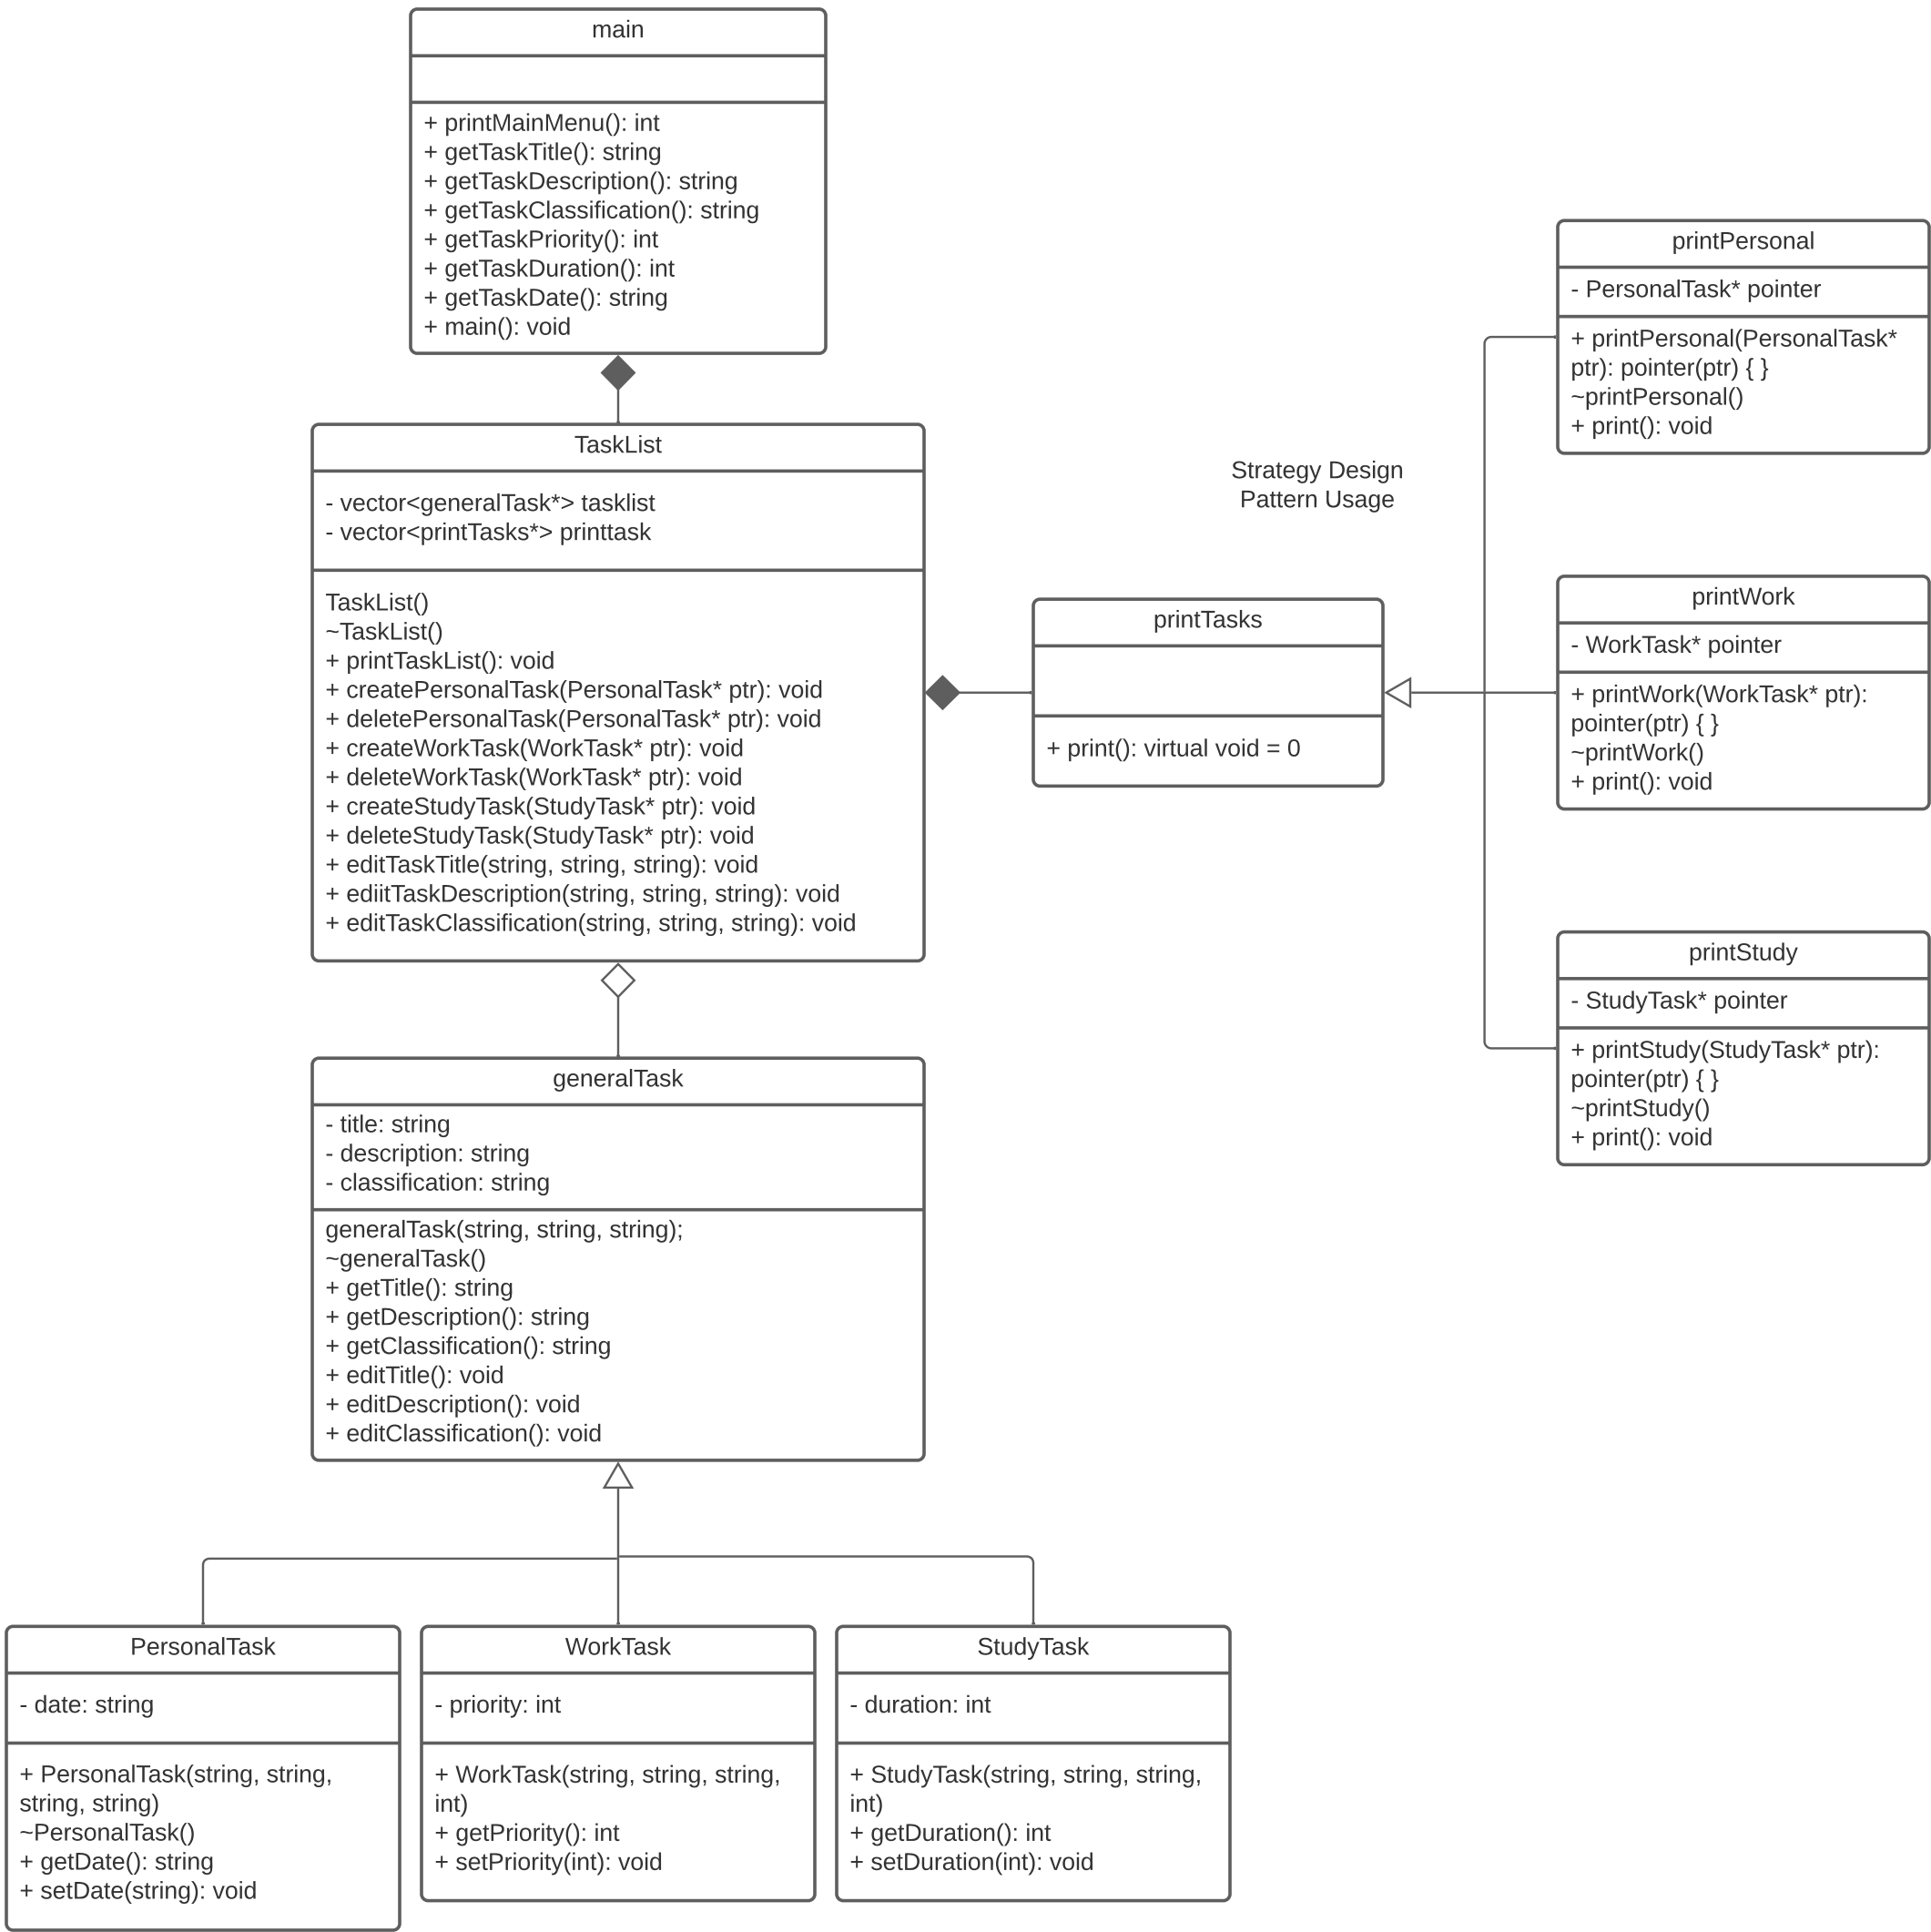 main
+ printMainMenu(): int
+ getTaskTitle(): string
+ getTaskDescription(): string
+ getTaskClassification(): string
+ getTaskPriority(): int
+ getTaskDuration(): int
+ getTaskDate(): string
+ main(): void
TaskList
- vector<generalTask*> tasklist
- vector<printTasks*> printtask
TaskList()
~TaskList()
+ printTaskList(): void
+ createPersonalTask(PersonalTask* ptr): void
+ deletePersonalTask(PersonalTask* ptr): void
+ createWorkTask(WorkTask* ptr): void
+ deleteWorkTask(WorkTask* ptr): void
+ createStudyTask(StudyTask* ptr): void
+ deleteStudyTask(StudyTask* ptr): void
+ editTaskTitle(string, string, string): void
+ ediitTaskDescription(string, string, string): void
+ editTaskClassification(string, string, string): void
Strategy Design
Pattern Usage
printTasks
+ print(): virtual void = 0
printPersonal
- PersonalTask* pointer
+ printPersonal(PersonalTask*
ptr): pointer(ptr) { }
~printPersonal()
+ print(): void
printWork
- WorkTask* pointer
+ printWork(WorkTask* ptr):
pointer(ptr) { }
~printWork()
+ print(): void
printStudy
- StudyTask* pointer
+ printStudy(StudyTask* ptr):
pointer(ptr) { }
~printStudy()
+ print(): void
generalTask
- title: string
- description: string
- classification: string
generalTask(string, string, string);
~generalTask()
+ getTitle(): string
+ getDescription(): string
+ getClassification(): string
+ editTitle(): void
+ editDescription(): void
+ editClassification(): void
PersonalTask
- date: string
+ PersonalTask(string, string,
string, string)
~PersonalTask()
+ getDate(): string
+ setDate(string): void
WorkTask
- priority: int
+ WorkTask(string, string, string,
int)
+ getPriority(): int
+ setPriority(int): void
StudyTask
- duration: int
+ StudyTask(string, string, string,
int)
+ getDuration(): int
+ setDuration(int): void